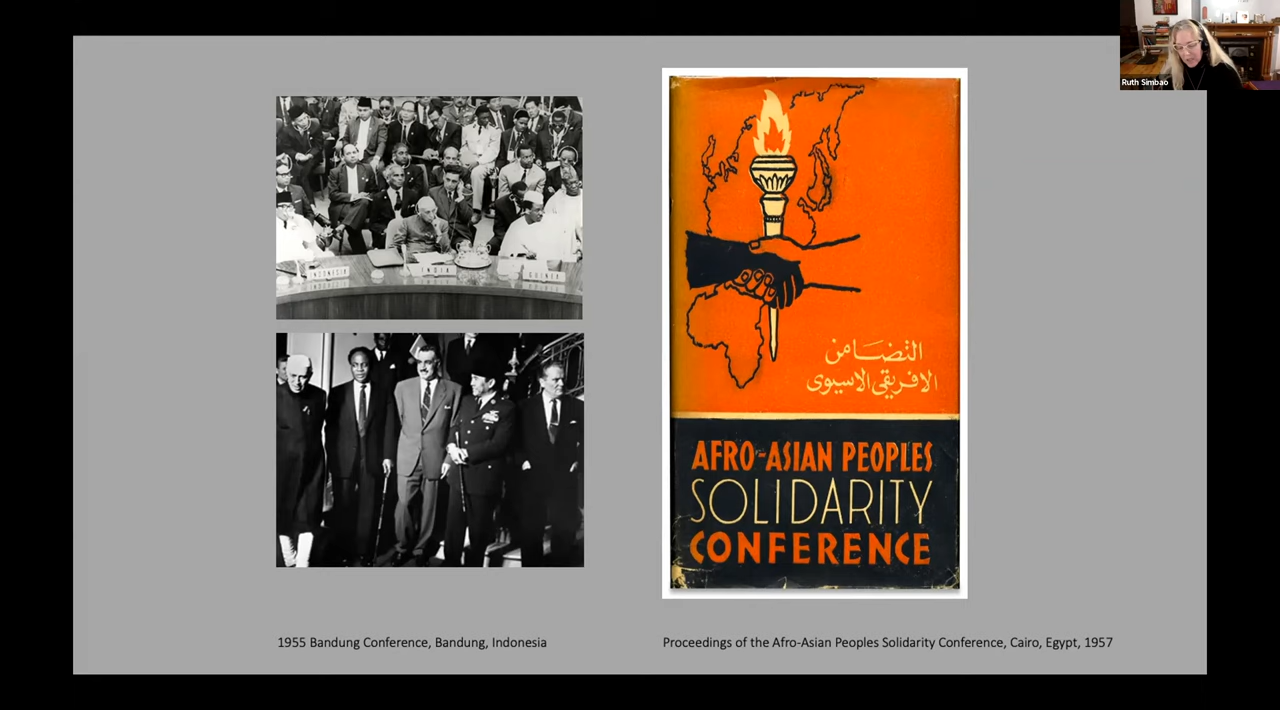 Ruth Simbao
INDONESIA
INDIA
GUINEA
التضامن
الافريقى الاسيوى
AFRO-ASIAN PEOPLES
SOLIDARITY
CONFERENCE
1955 Bandung Conference, Bandung, Indonesia
Proceedings of the Afro-Asian Peoples Solidarity Conference, Cairo, Egypt, 1957